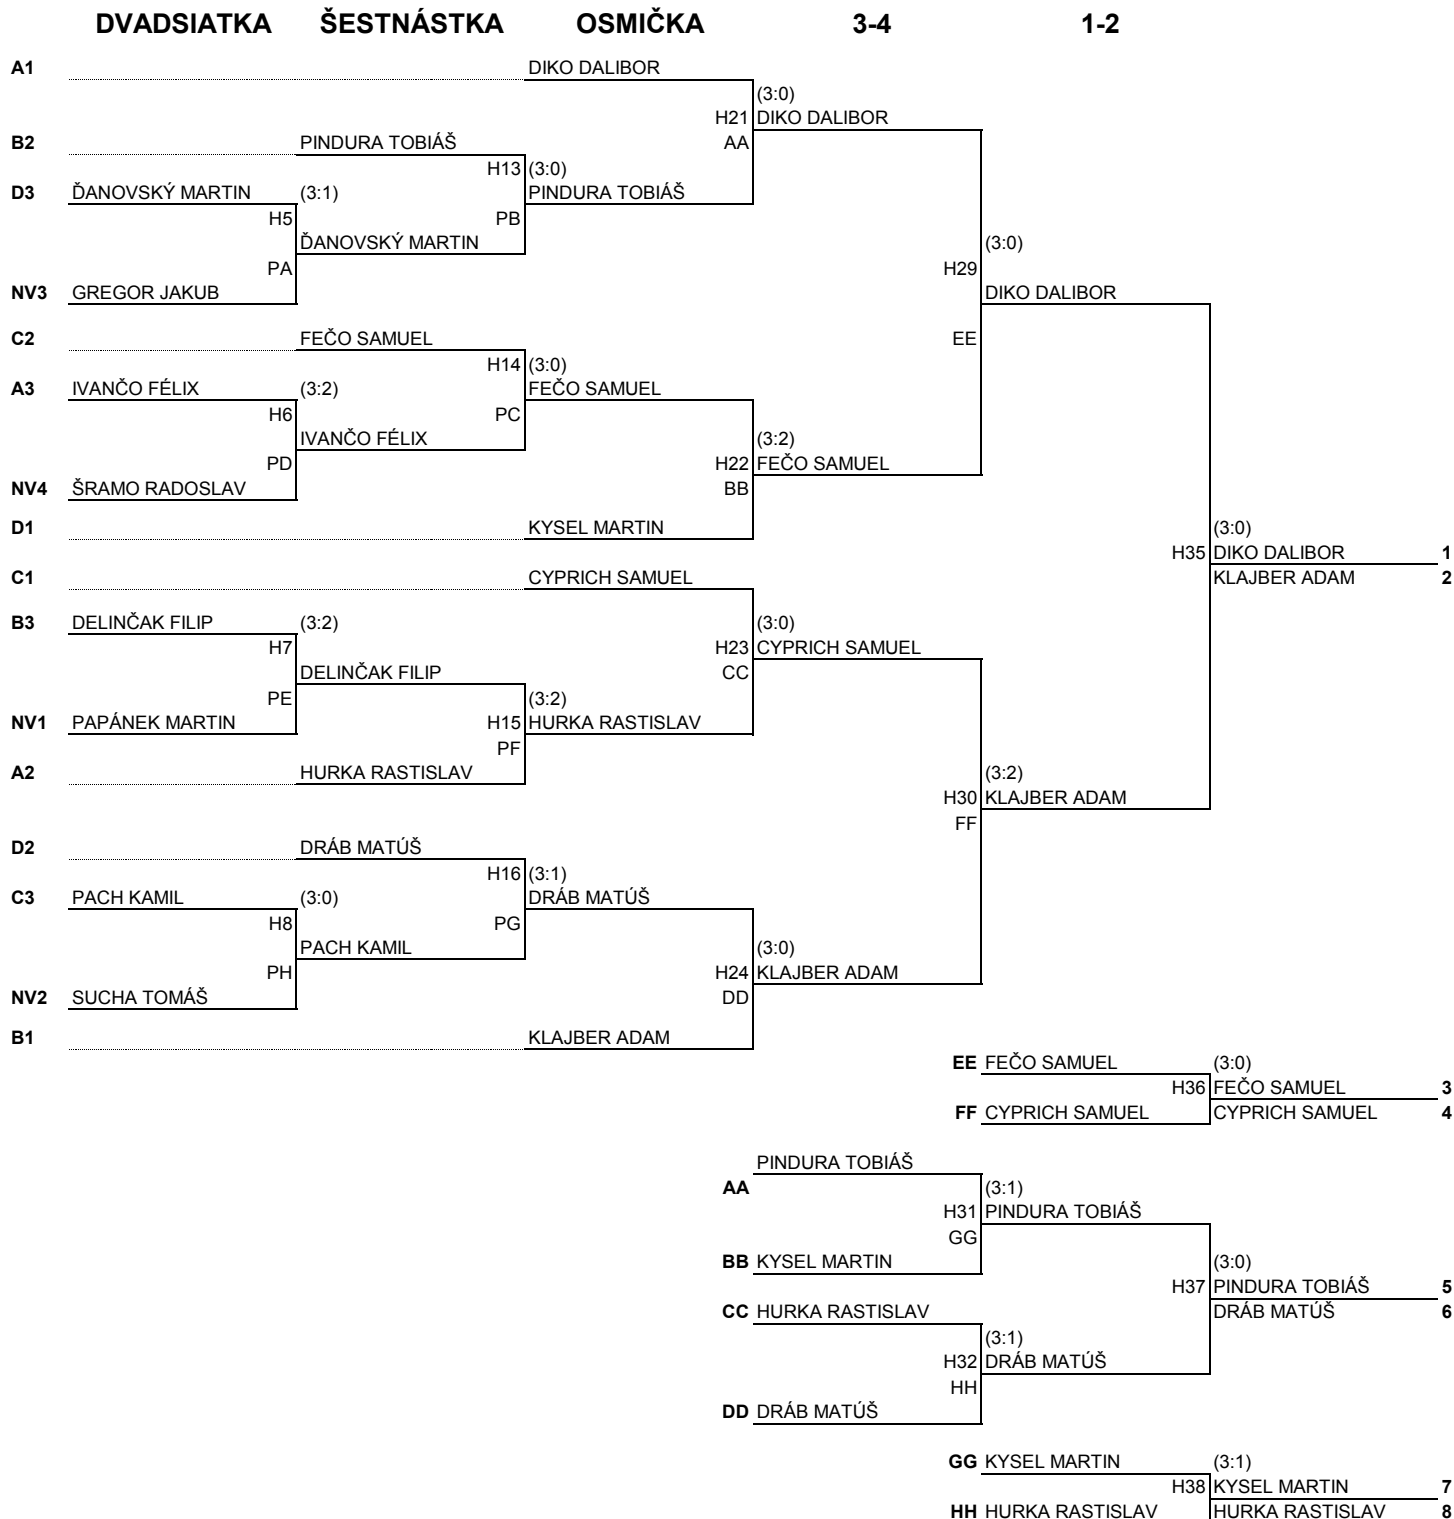 DVADSIATKA ŠESTNÁSTKA OSMIČKA 3-4 1-2
A1 DIKO DALIBOR
(3:0)
H21 DIKO DALIBOR
B2 PINDURA TOBIÁŠ AA
H13 (3:0)
D3 ĎANOVSKÝ MARTIN (3:1) PINDURA TOBIÁŠ
H5 PB
ĎANOVSKÝ MARTIN (3:0)
PA H29
NV3 GREGOR JAKUB DIKO DALIBOR
C2 FEČO SAMUEL EE
H14 (3:0)
A3 IVANČO FÉLIX (3:2) FEČO SAMUEL
H6 PC
IVANČO FÉLIX (3:2)
PD H22 FEČO SAMUEL
NV4 ŠRAMO RADOSLAV BB
D1 KYSEL MARTIN (3:0)
H35 DIKO DALIBOR 1
C1 CYPRICH SAMUEL KLAJBER ADAM 2
B3 DELINČAK FILIP (3:2) (3:0)
H7 H23 CYPRICH SAMUEL
DELINČAK FILIP CC
PE (3:2)
NV1 PAPÁNEK MARTIN H15 HURKA RASTISLAV
PF
A2 HURKA RASTISLAV (3:2)
H30 KLAJBER ADAM
FF
D2 DRÁB MATÚŠ
H16 (3:1)
C3 PACH KAMIL (3:0) DRÁB MATÚŠ
H8 PG
PACH KAMIL (3:0)
PH H24 KLAJBER ADAM
NV2 SUCHA TOMÁŠ DD
B1 KLAJBER ADAM
EE FEČO SAMUEL (3:0)
H36 FEČO SAMUEL 3
FF CYPRICH SAMUEL CYPRICH SAMUEL 4
PINDURA TOBIÁŠ
AA (3:1)
H31 PINDURA TOBIÁŠ
GG
BB KYSEL MARTIN (3:0)
H37 PINDURA TOBIÁŠ 5
CC HURKA RASTISLAV DRÁB MATÚŠ 6
(3:1)
H32 DRÁB MATÚŠ
HH
DD DRÁB MATÚŠ
GG KYSEL MARTIN (3:1)
H38 KYSEL MARTIN 7
HH HURKA RASTISLAV HURKA RASTISLAV 8